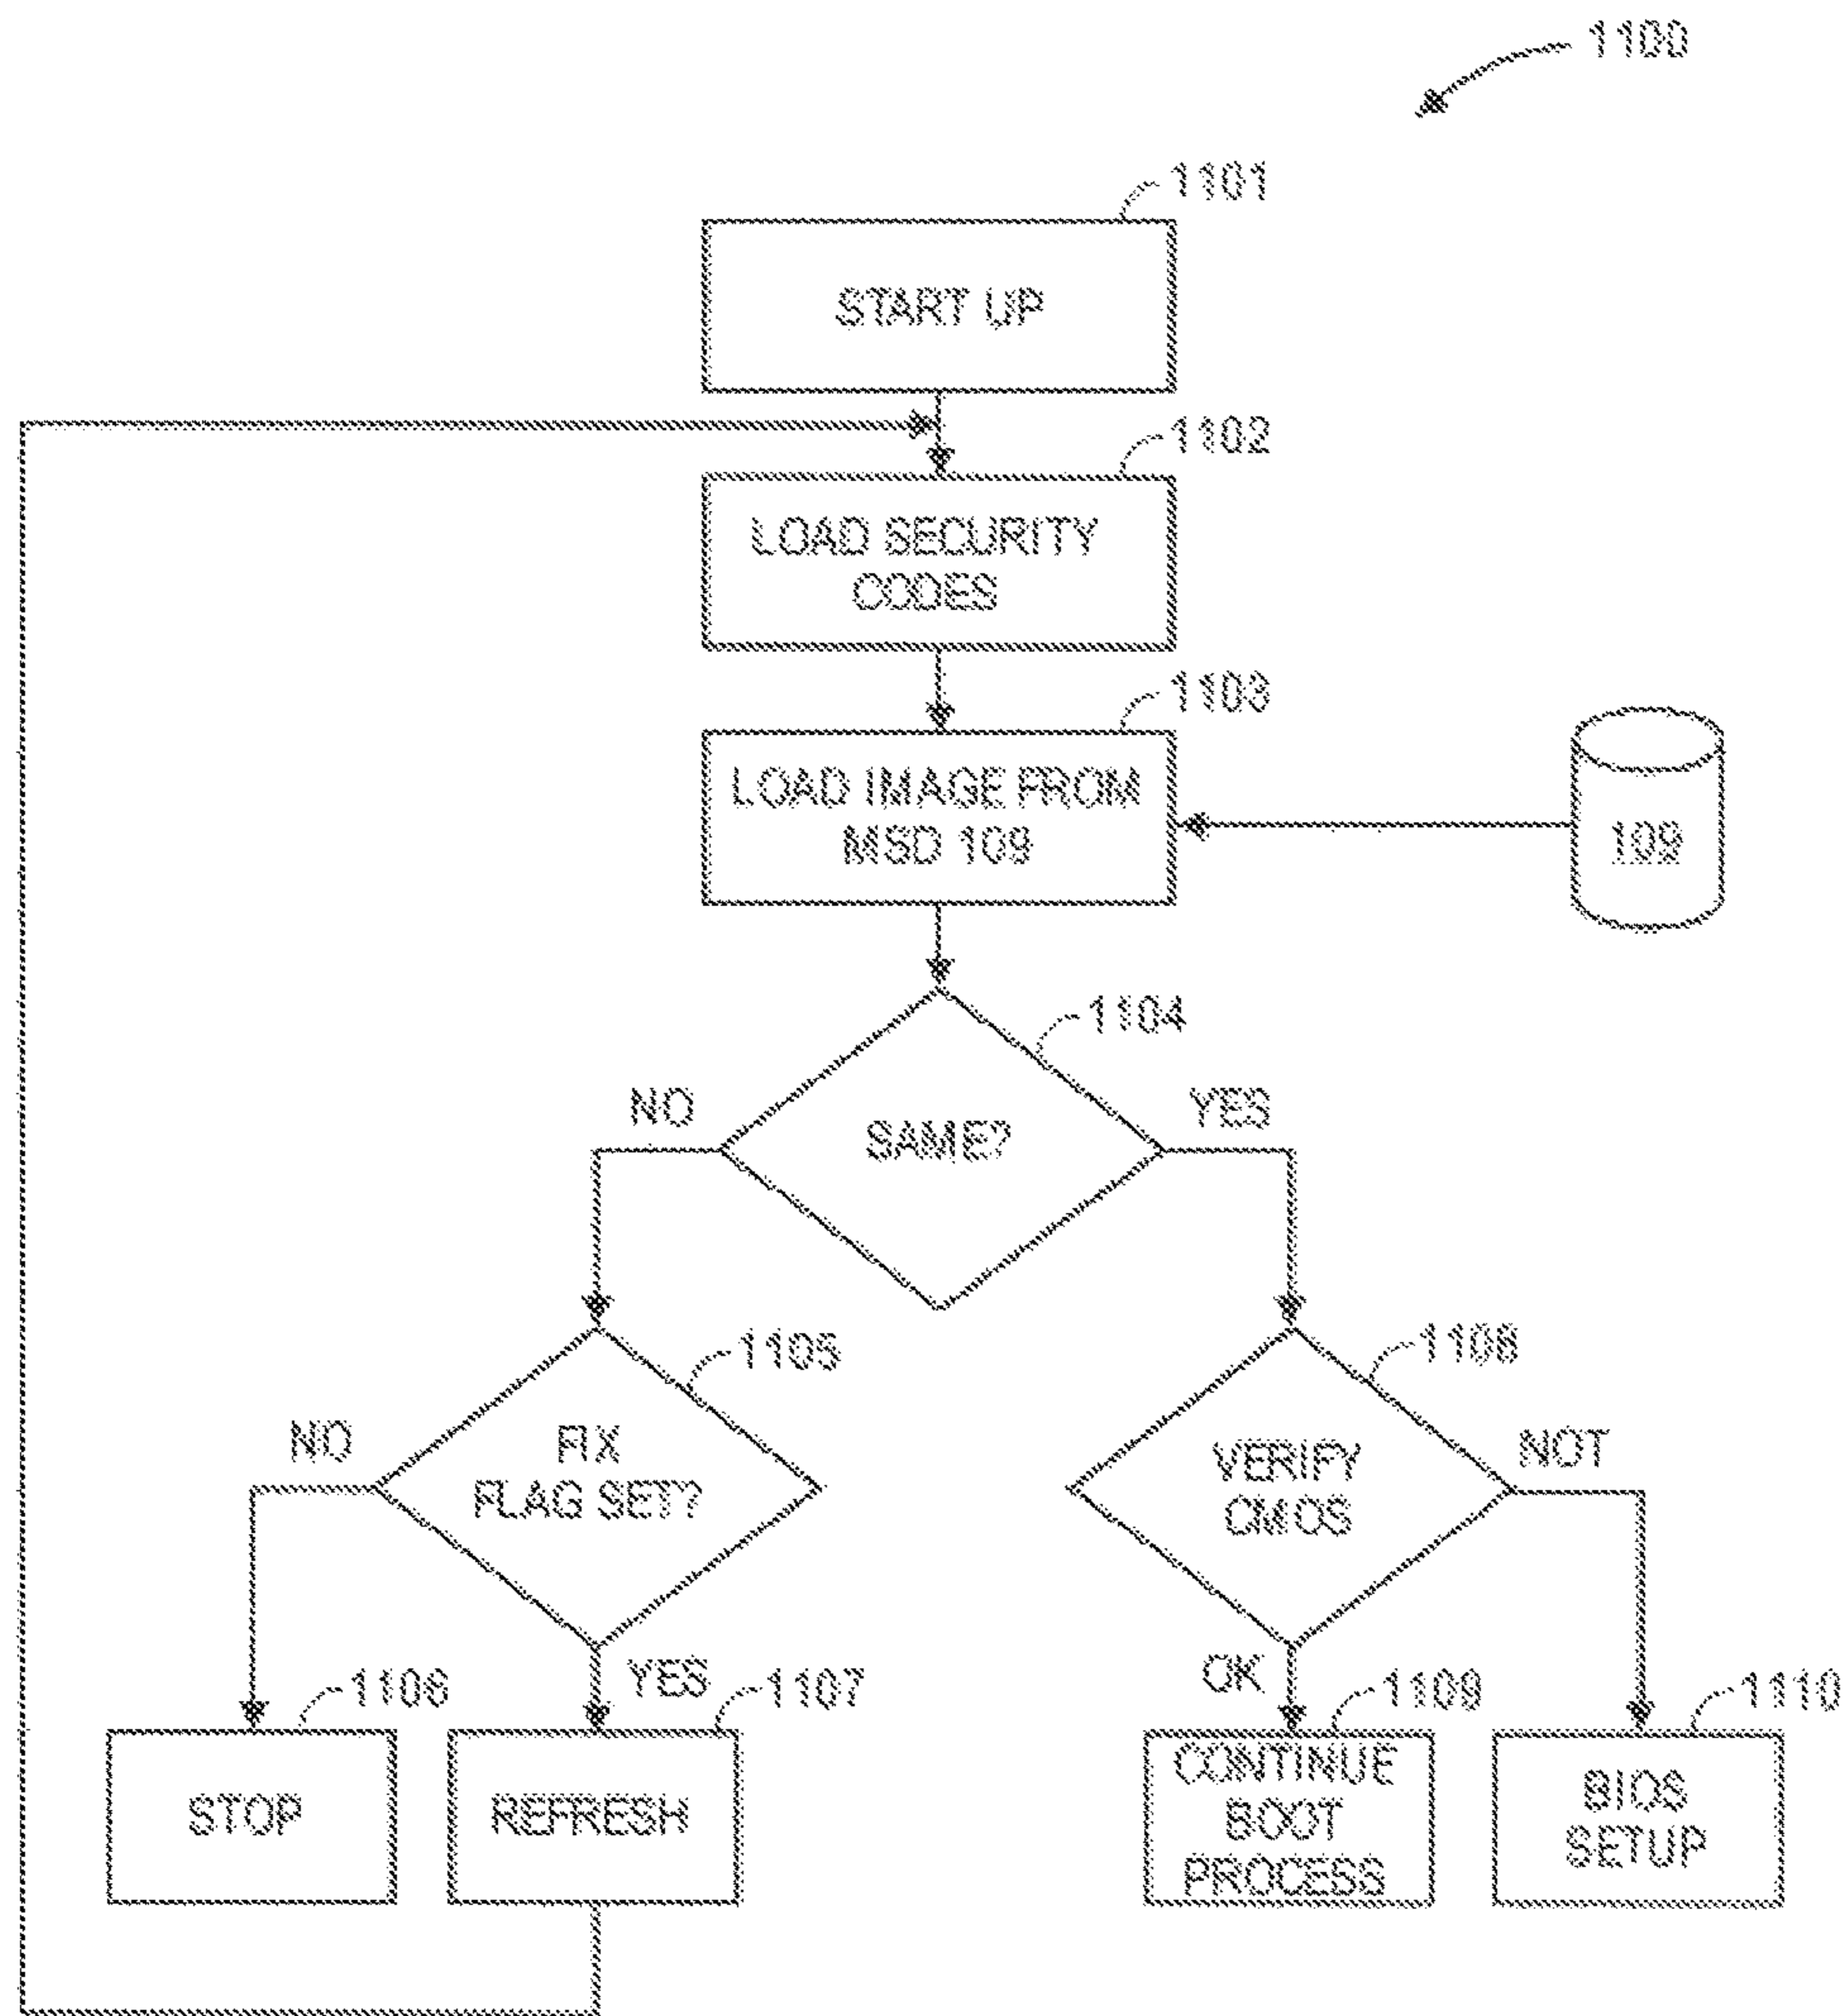 1100
1101
START UP
1102
LOAD SECURITY
CODES
1103
LOAD IMAGE FROM
MSD 109
109
1104
NO
SAME?
YES
1105
NO
FIX
FLAG SET?
YES
1108
VERIFY
CMOS
NOT
OK
1106
STOP
1107
REFRESH
1109
CONTINUE
BOOT
PROCESS
1110
BIOS
SETUP